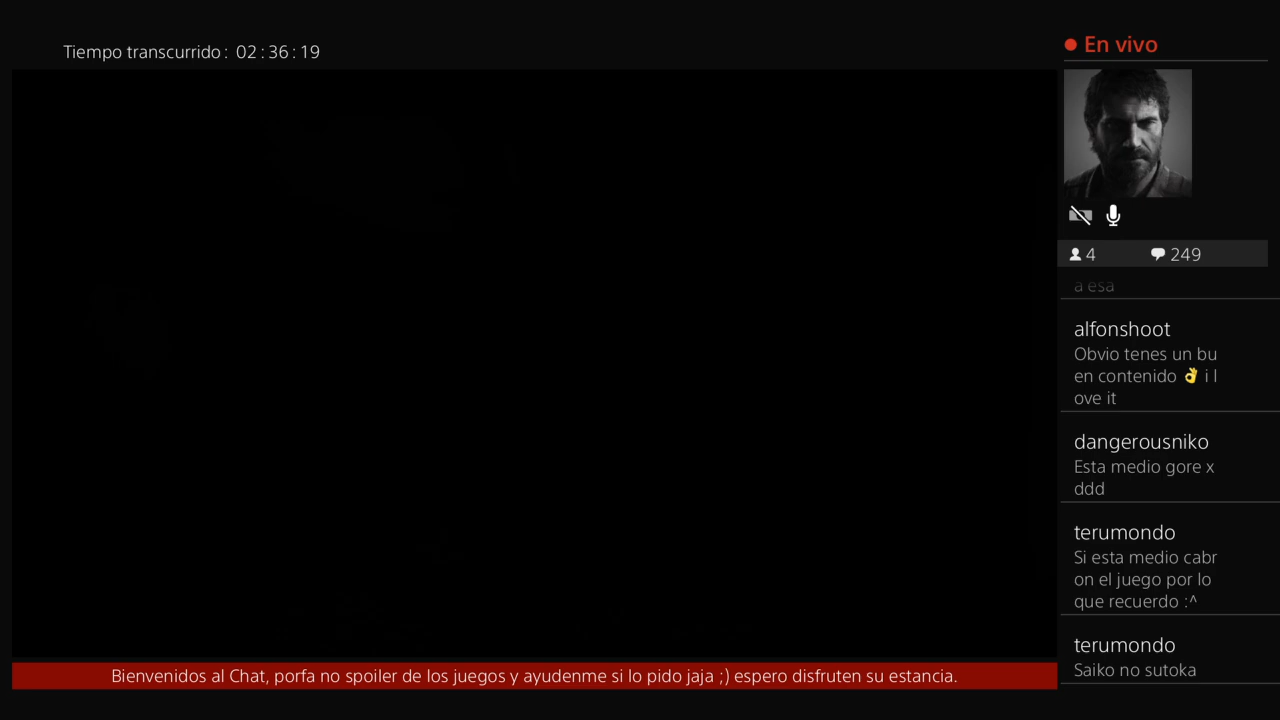 Tiempo transcurrido : 02 : 36 : 19
En vivo
4 249
a esa
alfonshoot
Obvio tenes un bu
en contenido 👌 i l
ove it
dangerousniko
Esta medio gore x
ddd
terumondo
Si esta medio cabr
on el juego por lo
que recuerdo :^
terumondo
Saiko no sutoka
Bienvenidos al Chat, porfa no spoiler de los juegos y ayudenme si lo pido jaja ;) espero disfruten su estancia.